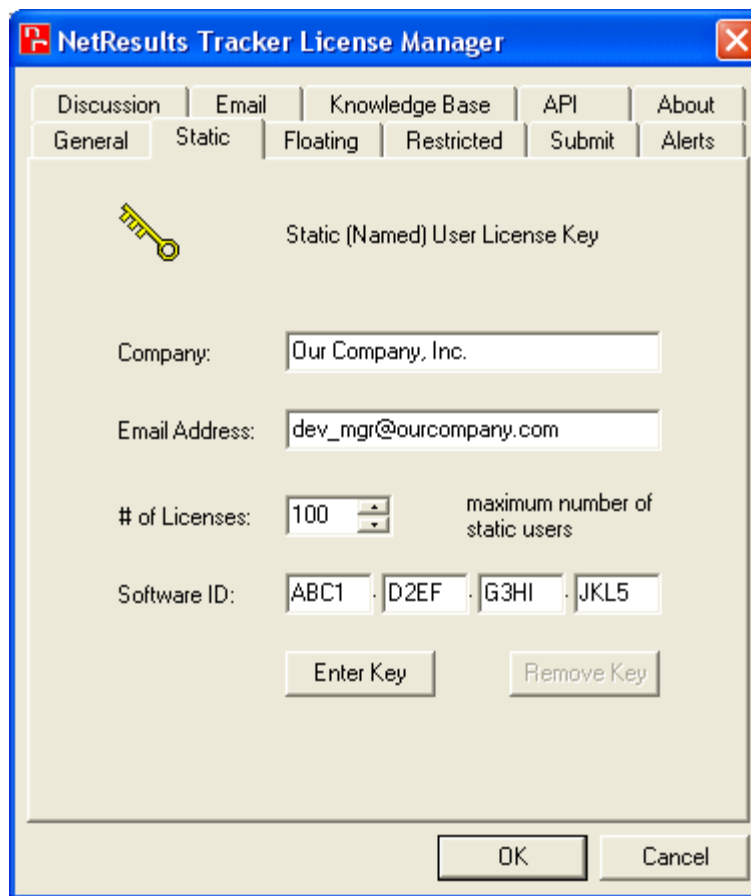 NetResults Tracker License Manager
Discussion Email Knowledge Base API About
General Static Floating Restricted Submit Alerts
Static (Named) User License Key
Company: Our Company, Inc.
Email Address: dev_mgr@ourcompany.com
# of Licenses: 100 maximum number of
static users
Software ID: ABC1 . D2EF . G3HI . JKL5
Enter Key Remove Key
OK Cancel